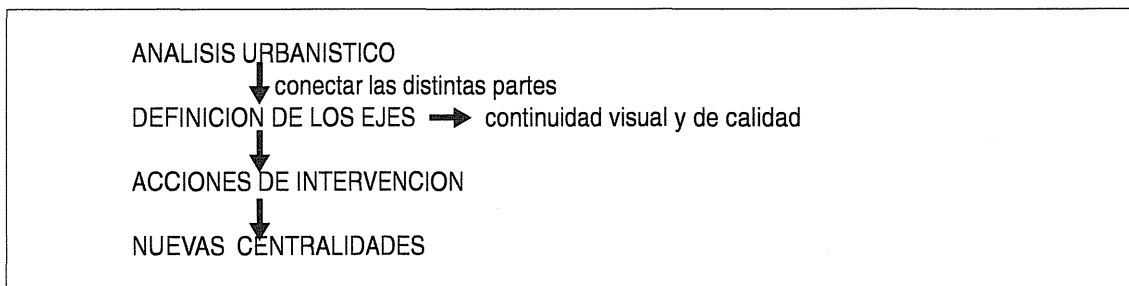 ANALISIS URBANISTICO
conectar las distintas partes
DEFINICION DE LOS EJES → continuidad visual y de calidad
ACCIONES DE INTERVENCION
NUEVAS CENTRALIDADES